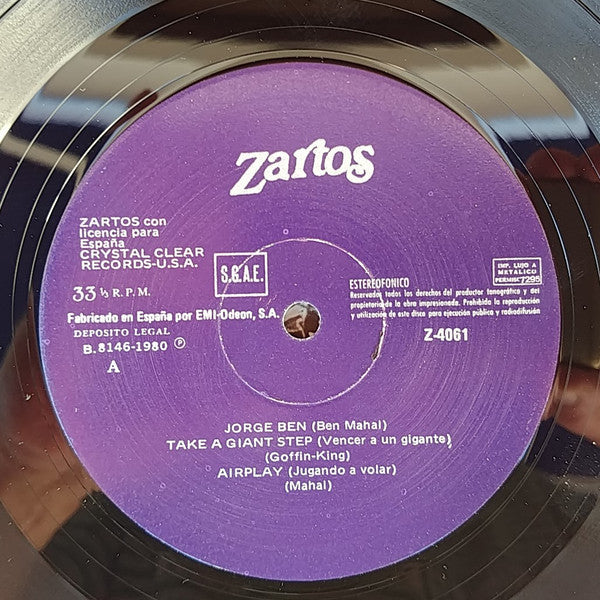 Zartos
ZARTOS con
licencia para
España
CRYSTAL CLEAR
RECORDS-U.S.A.
33 ⅓ R. P. M.
S.G.A.E.
IMP. LUJO A
METALICO
PERMISO 7295
ESTEREOFONICO
Reservados todos los derechos del productor fonográfico y del
propietario de la obra impresionada. Prohibida la reproducción
y utilización de este disco para ejecución pública y radiodifusión
Fabricado en España por EMI-Odeon, S.A.
DEPOSITO LEGAL
B. 8146-1980 Ⓟ
A
Z-4061
JORGE BEN (Ben Mahal)
TAKE A GIANT STEP (Vencer a un gigante)
(Goffin-King)
AIRPLAY (Jugando a volar)
(Mahal)